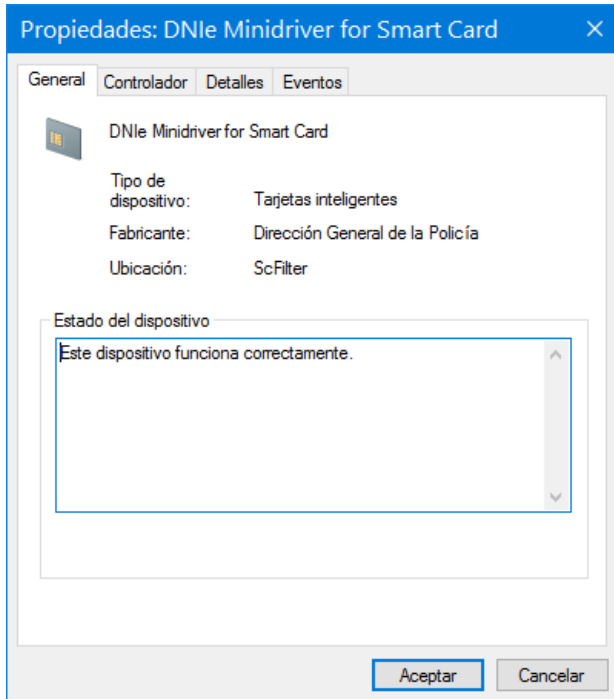 Propiedades: DNIe Minidriver for Smart Card
General Controlador Detalles Eventos
DNIe Minidriver for Smart Card
Tipo de
dispositivo: Tarjetas inteligentes
Fabricante: Dirección General de la Policía
Ubicación: ScFilter
Estado del dispositivo
Este dispositivo funciona correctamente.
Aceptar Cancelar